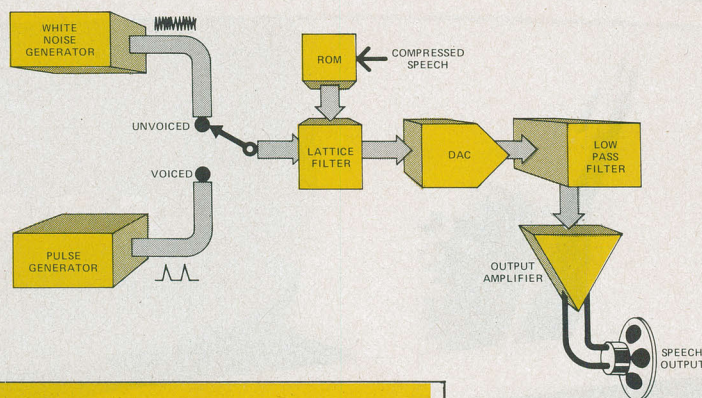 WHITE
NOISE
GENERATOR
UNVOICED
VOICED
PULSE
GENERATOR
ROM
COMPRESSED
SPEECH
LATTICE
FILTER
DAC
LOW
PASS
FILTER
OUTPUT
AMPLIFIER
SPEECH
OUTPUT